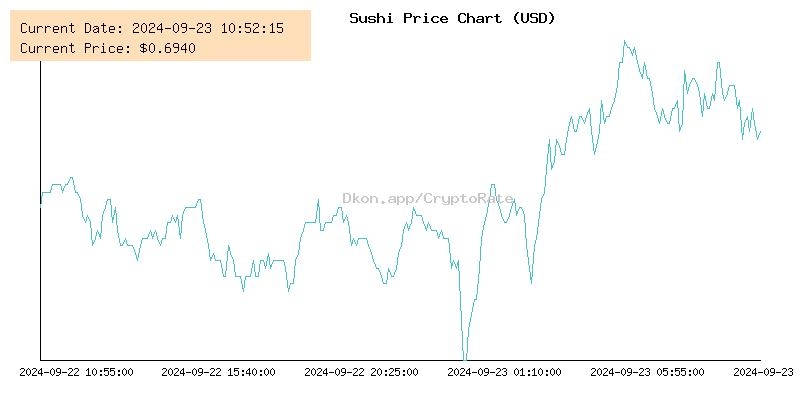 Sushi Price Chart (USD)
Current Date: 2024-09-23 10:52:15
Current Price: $0.6940
Dkon.app/CryptoRate
2024-09-22 10:55:00
2024-09-22 15:40:00
2024-09-22 20:25:00
2024-09-23 01:10:00
2024-09-23 05:55:00
2024-09-23